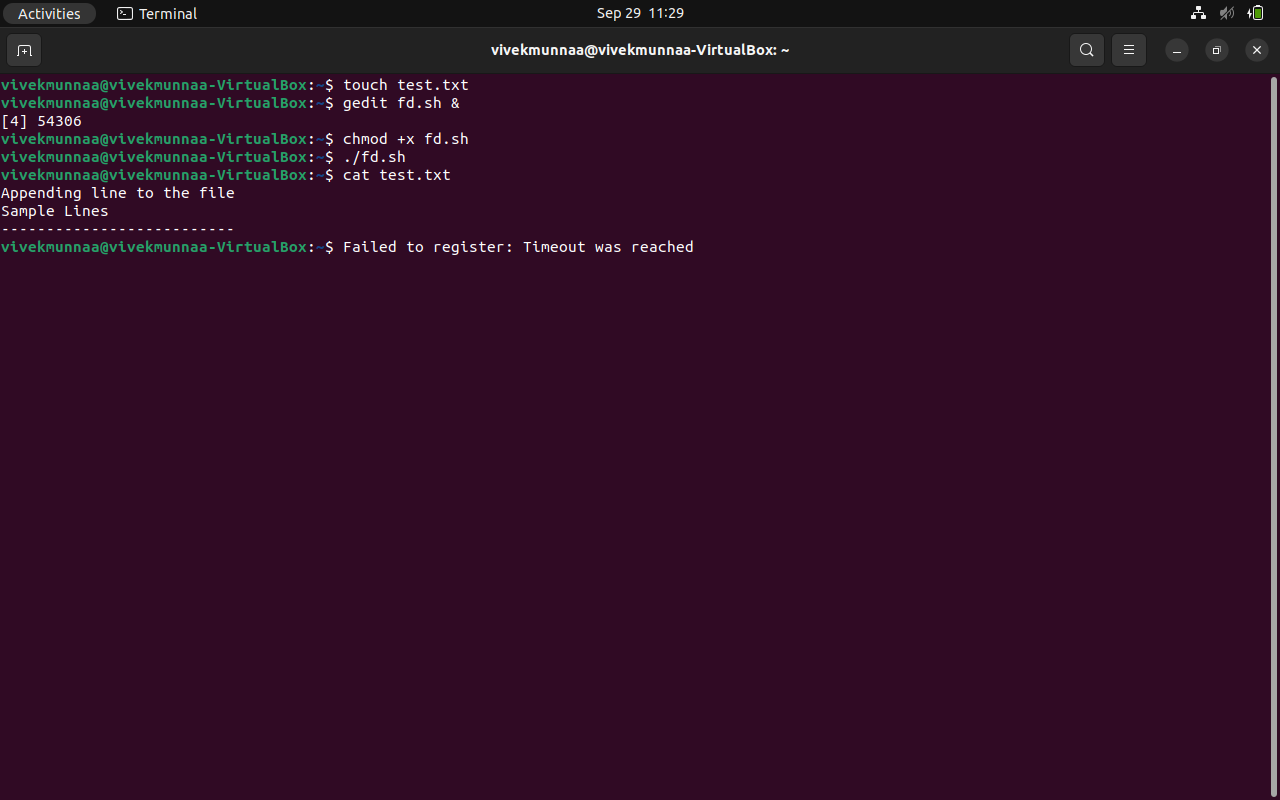 Activities Terminal Sep 29 11:29
vivekmunnaa@vivekmunnaa-VirtualBox: ~
vivekmunnaa@vivekmunnaa-VirtualBox:~$ touch test.txt
vivekmunnaa@vivekmunnaa-VirtualBox:~$ gedit fd.sh &
[4] 54306
vivekmunnaa@vivekmunnaa-VirtualBox:~$ chmod +x fd.sh
vivekmunnaa@vivekmunnaa-VirtualBox:~$ ./fd.sh
vivekmunnaa@vivekmunnaa-VirtualBox:~$ cat test.txt
Appending line to the file
Sample Lines
--------------------------
vivekmunnaa@vivekmunnaa-VirtualBox:~$ Failed to register: Timeout was reached